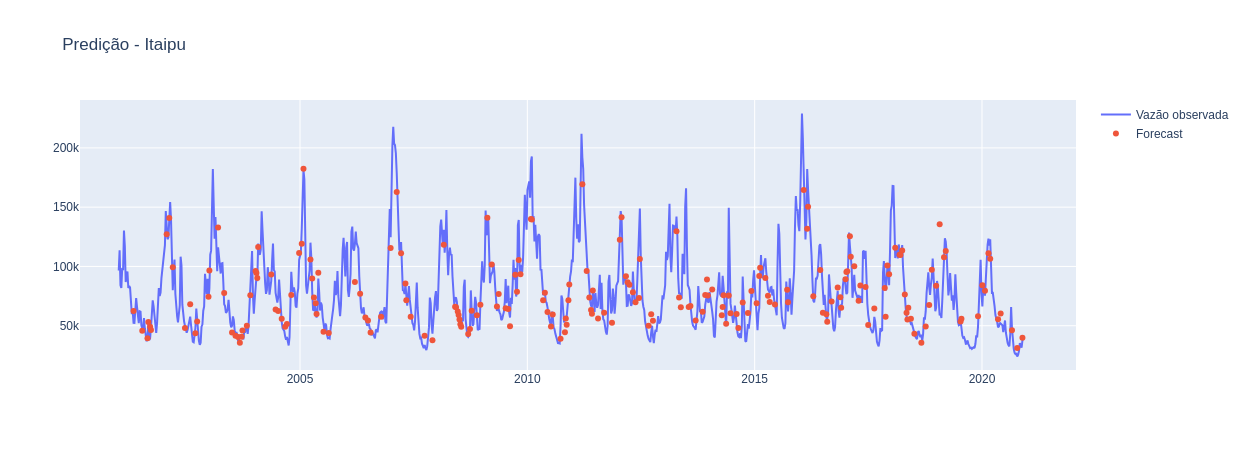 Predição - Itaipu
Vazão observada
Forecast
200k
150k
100k
50k
2005
2010
2015
2020